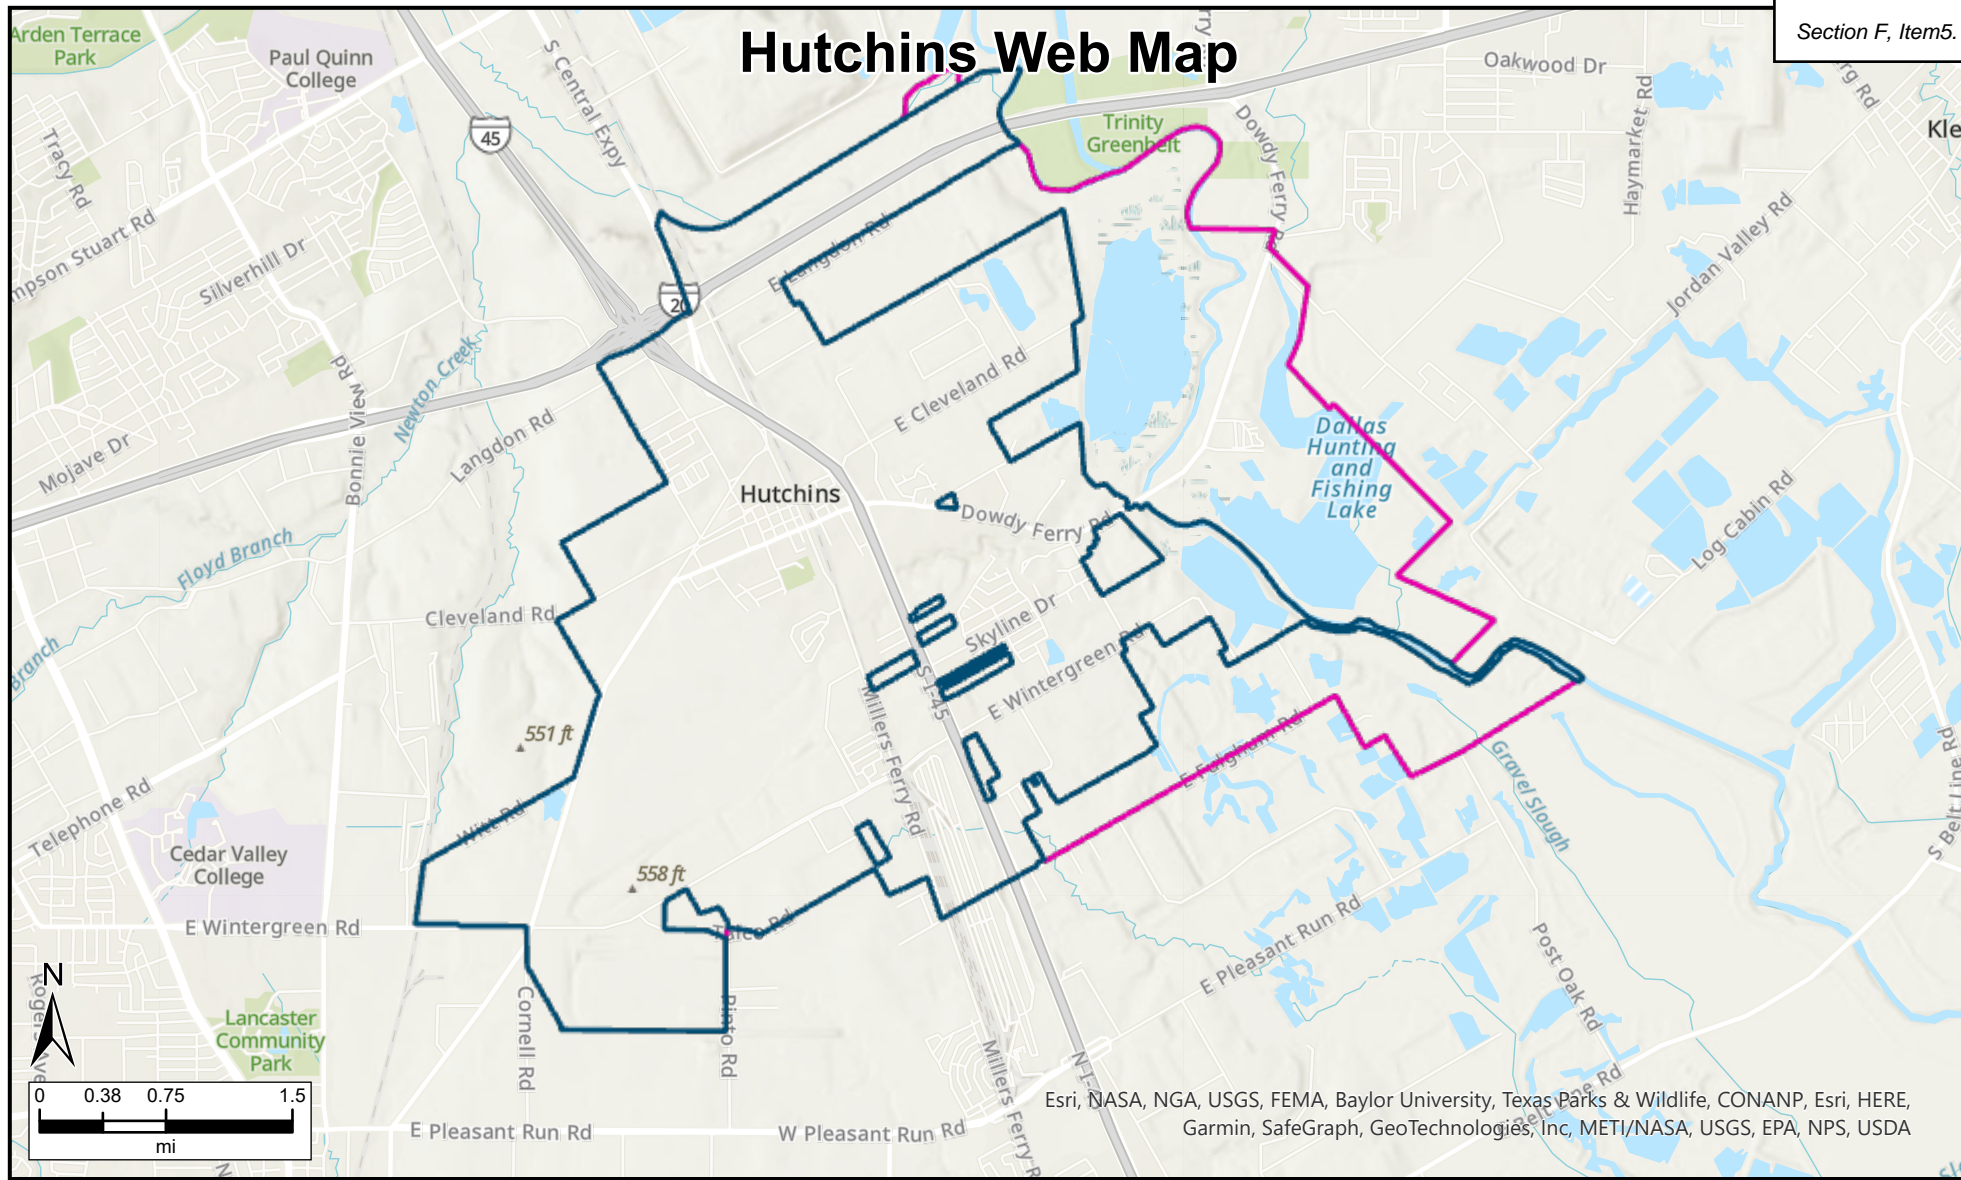 Hutchins Web Map
Section F, Item5.
Arden Terrace
Park
Paul Quinn
College
S Central Expy
Oakwood Dr
Haymarket Rd
Kle
45
Tracy Rd
Trinity
Greenbelt
Dowdy Ferry R
mpson Stuart Rd
Silverhill Dr
E Langdon Rd
Jordan Valley Rd
20
Newton Creek
Bonnie View Rd
E Cleveland Rd
Mojave Dr
Langdon Rd
Dallas
Hunting
and
Fishing
Lake
Hutchins
Dowdy Ferry Rd
Log Cabin Rd
Floyd Branch
Cleveland Rd
Skyline Dr
Branch
E Wintergreen Rd
S I-45
Millers Ferry Rd
551 ft
E Fulghum Rd
Gravel Slough
S Belt Line Rd
Telephone Rd
Witt Rd
Cedar Valley
College
558 ft
E Wintergreen Rd
Talco Rd
E Pleasant Run Rd
Post Oak Rd
N
Cornell Rd
Pinto Rd
Lancaster
Community
Park
Millers Ferry R
E Belt Line Rd
0 0.38 0.75 1.5
mi
E Pleasant Run Rd
W Pleasant Run Rd
Esri, NASA, NGA, USGS, FEMA, Baylor University, Texas Parks & Wildlife, CONANP, Esri, HERE,
Garmin, SafeGraph, GeoTechnologies, Inc, METI/NASA, USGS, EPA, NPS, USDA